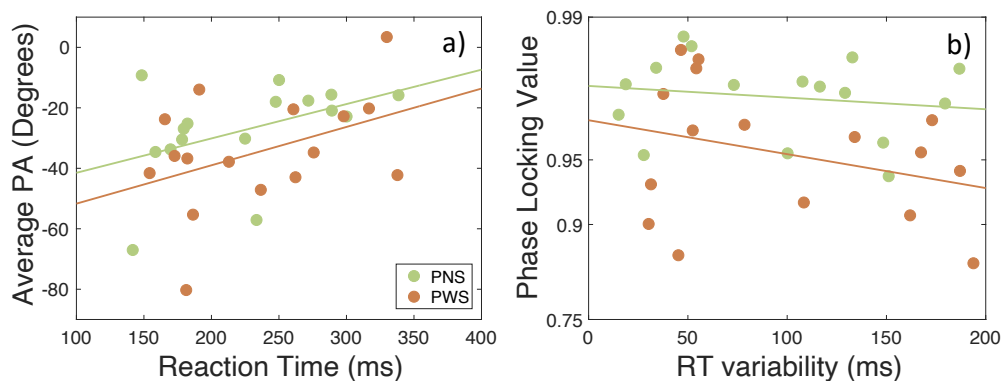 a)
Average PA (Degrees)
0
-20
-40
-60
-80
100 150 200 250 300 350 400
Reaction Time (ms)
PNS
PWS
b)
Phase Locking Value
0.99
0.95
0.9
0.75
0 50 100 150 200
RT variability (ms)